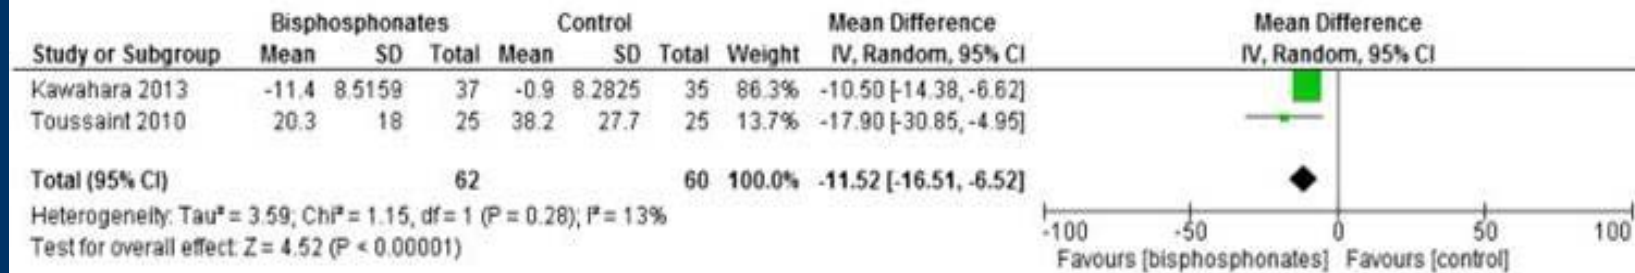 Bisphosphonates Control Mean Difference Mean Difference
Study or Subgroup Mean SD Total Mean SD Total Weight IV, Random, 95% CI IV, Random, 95% CI
Kawahara 2013 -11.4 8.5159 37 -0.9 8.2825 35 86.3% -10.50 [-14.38, -6.62]
Toussaint 2010 20.3 18 25 38.2 27.7 25 13.7% -17.90 [-30.85, -4.95]
Total (95% CI) 62 60 100.0% -11.52 [-16.51, -6.52]
Heterogeneity: Tau² = 3.59; Chi² = 1.15, df = 1 (P = 0.28); I² = 13%
Test for overall effect: Z = 4.52 (P < 0.00001)
-100 -50 0 50 100
Favours [bisphosphonates] Favours [control]